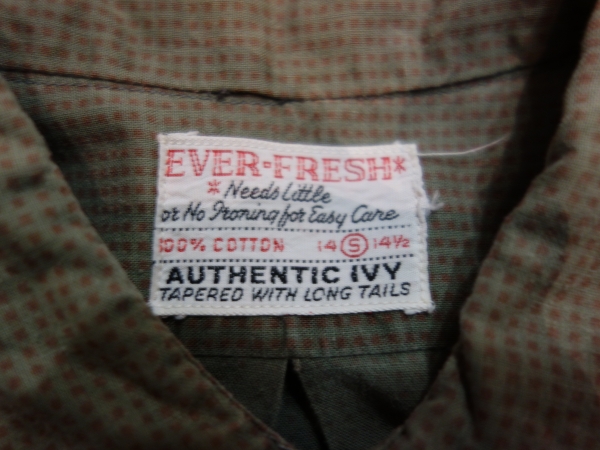 EVER-FRESH*
* Needs Little
or No Ironing for Easy Care
100% COTTON 14 S 14½
AUTHENTIC IVY
TAPERED WITH LONG TAILS